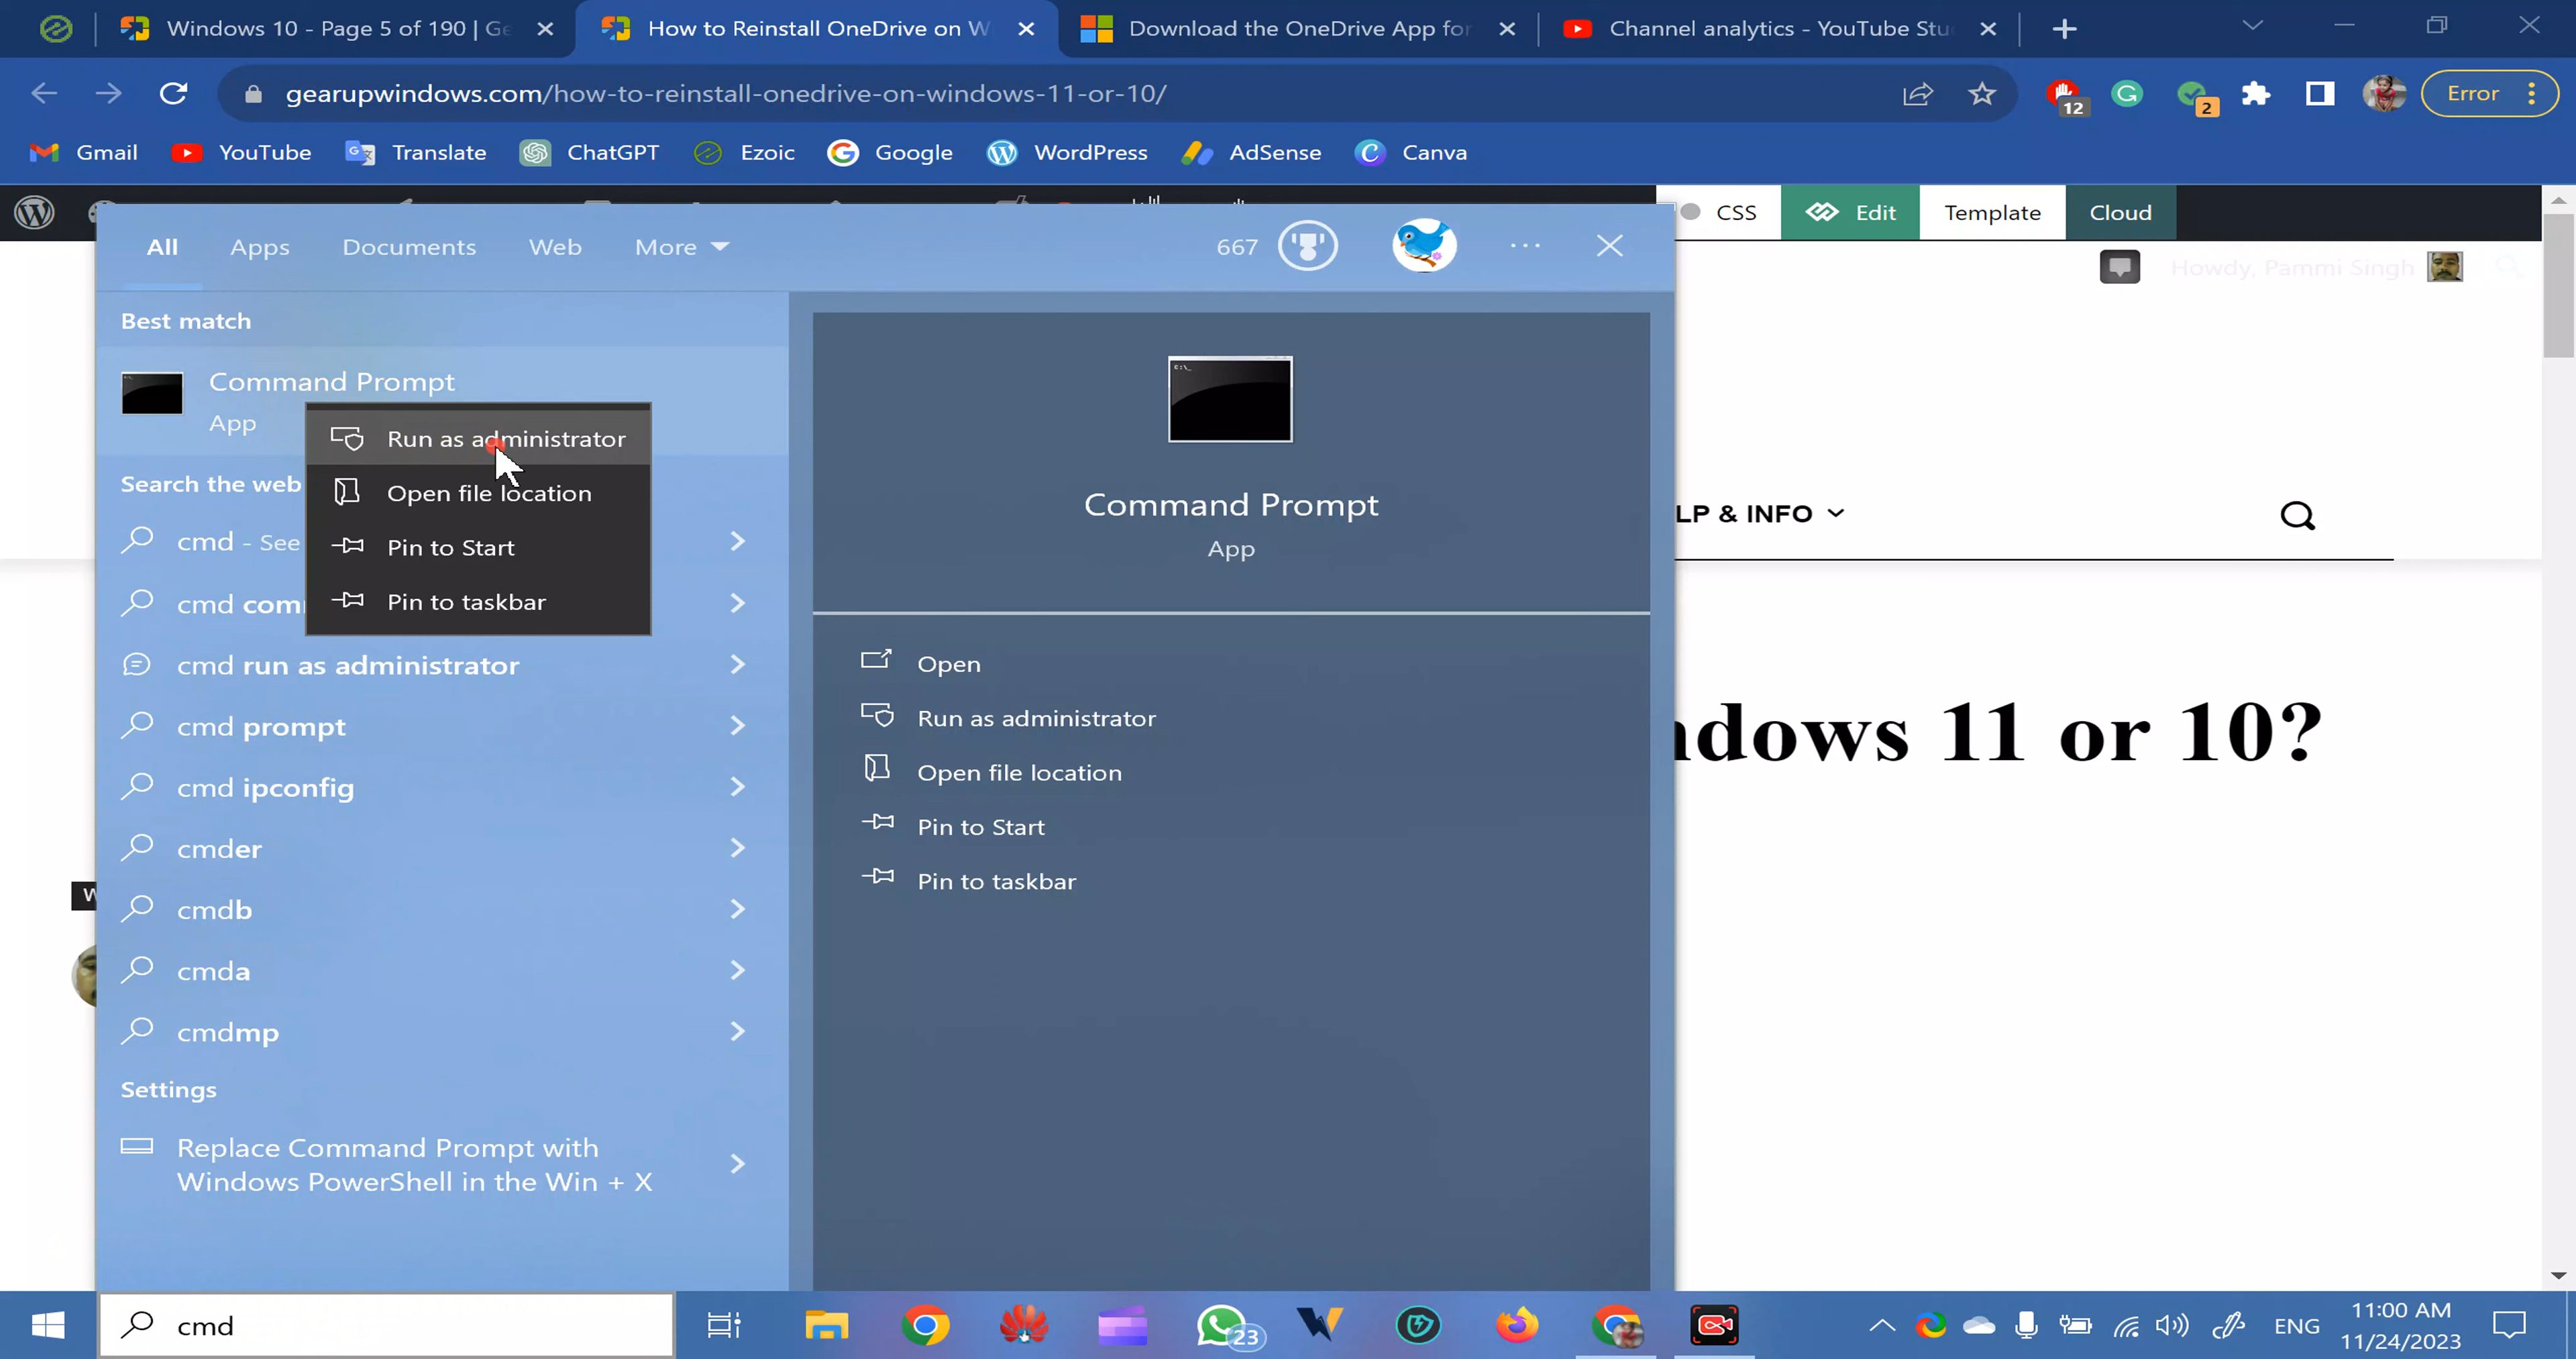 Windows 10 - Page 5 of 190 | Ge
How to Reinstall OneDrive on W
Download the OneDrive App for
Channel analytics - YouTube Stu
gearupwindows.com/how-to-reinstall-onedrive-on-windows-11-or-10/
12
2
Error
Gmail
YouTube
Translate
ChatGPT
Ezoic
Google
WordPress
AdSense
Canva
CSS
Edit
Template
Cloud
Howdy, Pammi Singh
All
Apps
Documents
Web
More
667
Best match
Command Prompt
App
Run as administrator
Open file location
Pin to Start
Pin to taskbar
Search the web
cmd - See
cmd com
cmd run as administrator
cmd prompt
cmd ipconfig
cmder
cmdb
cmda
cmdmp
Settings
Replace Command Prompt with
Windows PowerShell in the Win + X
Command Prompt
App
Open
Run as administrator
Open file location
Pin to Start
Pin to taskbar
LP & INFO
ndows 11 or 10?
W
cmd
23
ENG
11:00 AM
11/24/2023